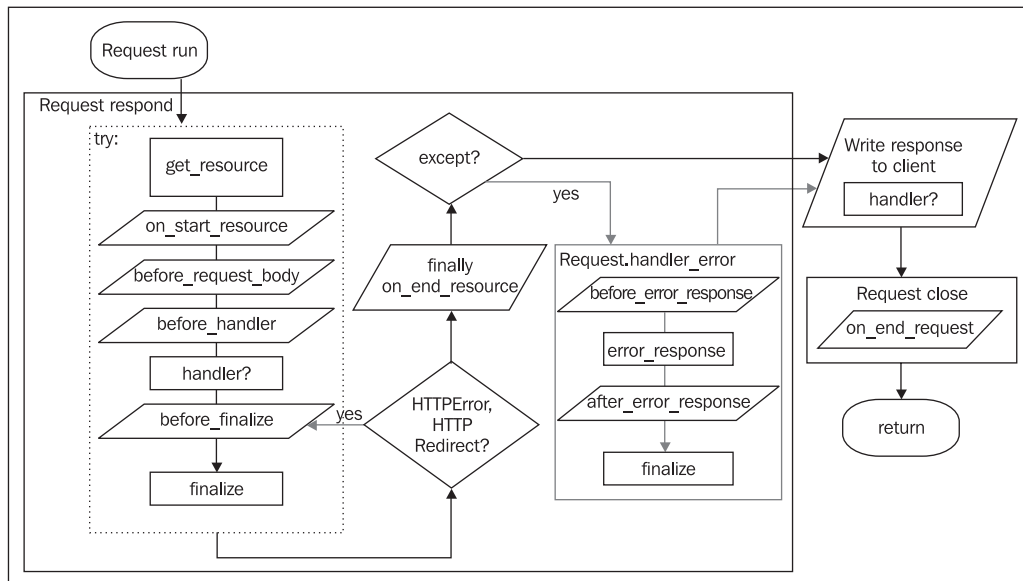 Request run
Request respond
try:
get_resource
on_start_resource
before_request_body
before_handler
handler?
before_finalize
finalize
yes
HTTPError,
HTTP
Redirect?
finally
on_end_resource
except?
yes
Request.handler_error
before_error_response
error_response
after_error_response
finalize
Write response
to client
handler?
Request close
on_end_request
return